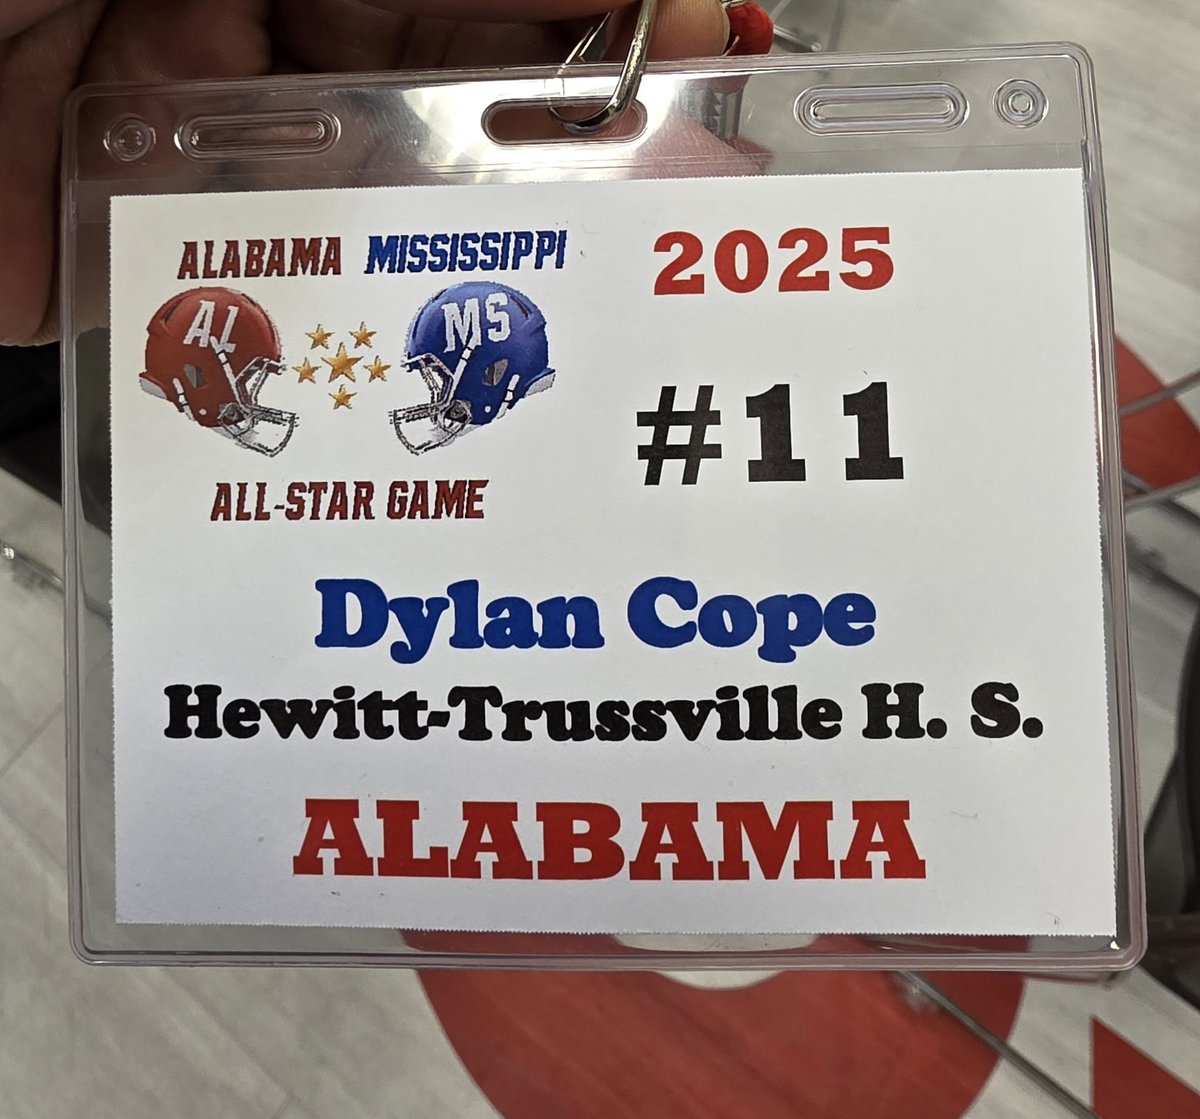 ALABAMA MISSISSIPPI
AL MS
ALL-STAR GAME
2025
#11
Dylan Cope
Hewitt-Trussville H. S.
ALABAMA